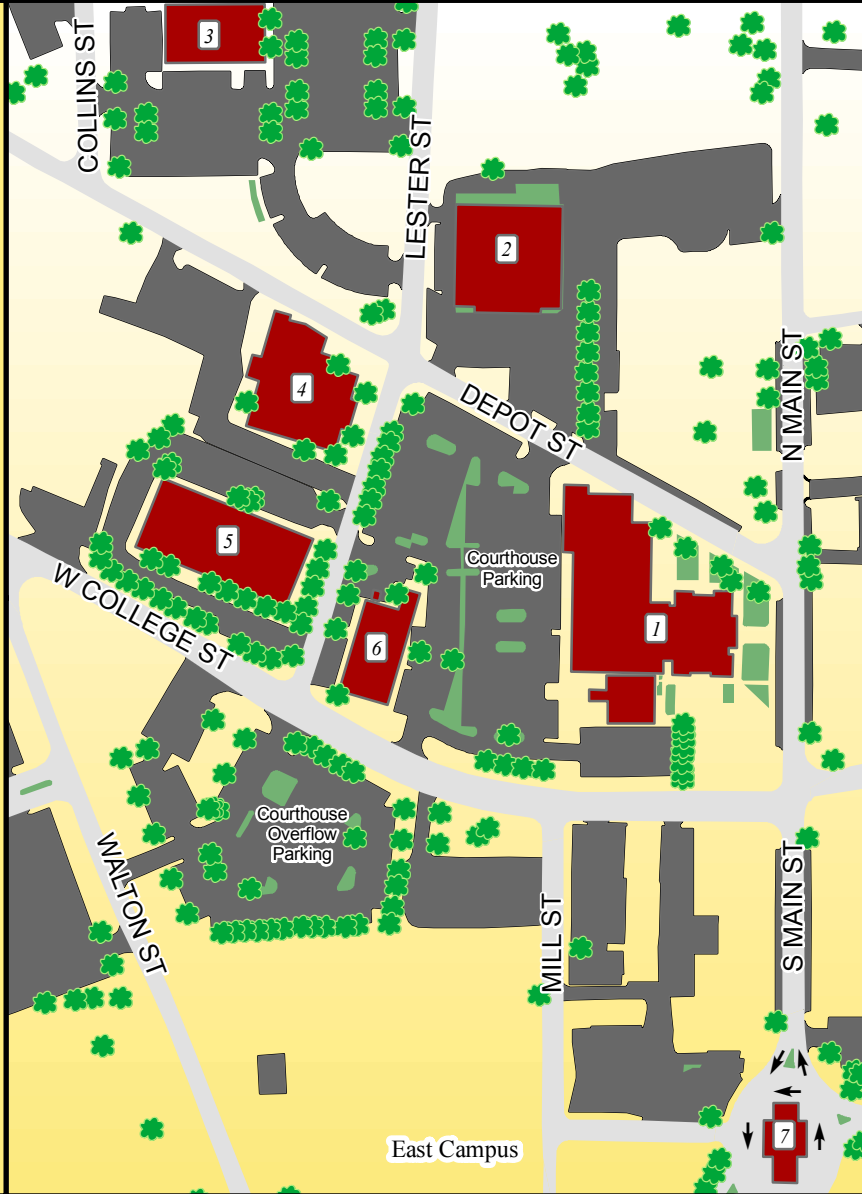 COLLINS ST
3
LESTER ST
2
4
DEPOT ST
N MAIN ST
5
Courthouse
Parking
W COLLEGE ST
6
1
Courthouse
Overflow
Parking
WALTON ST
MILL ST
S MAIN ST
7
East Campus